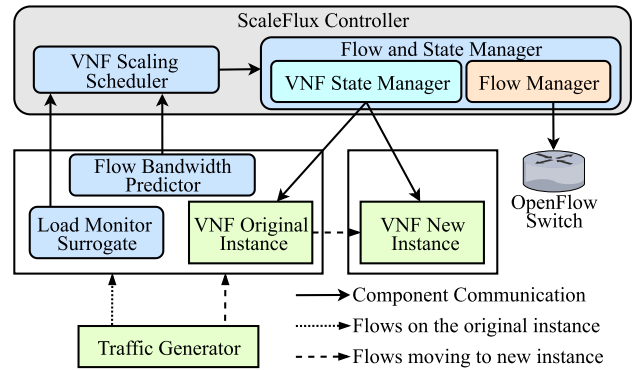 ScaleFlux Controller
VNF Scaling
Scheduler
Flow and State Manager
VNF State Manager
Flow Manager
Flow Bandwidth
Predictor
Load Monitor
Surrogate
VNF Original
Instance
VNF New
Instance
OpenFlow
Switch
Traffic Generator
Component Communication
Flows on the original instance
Flows moving to new instance